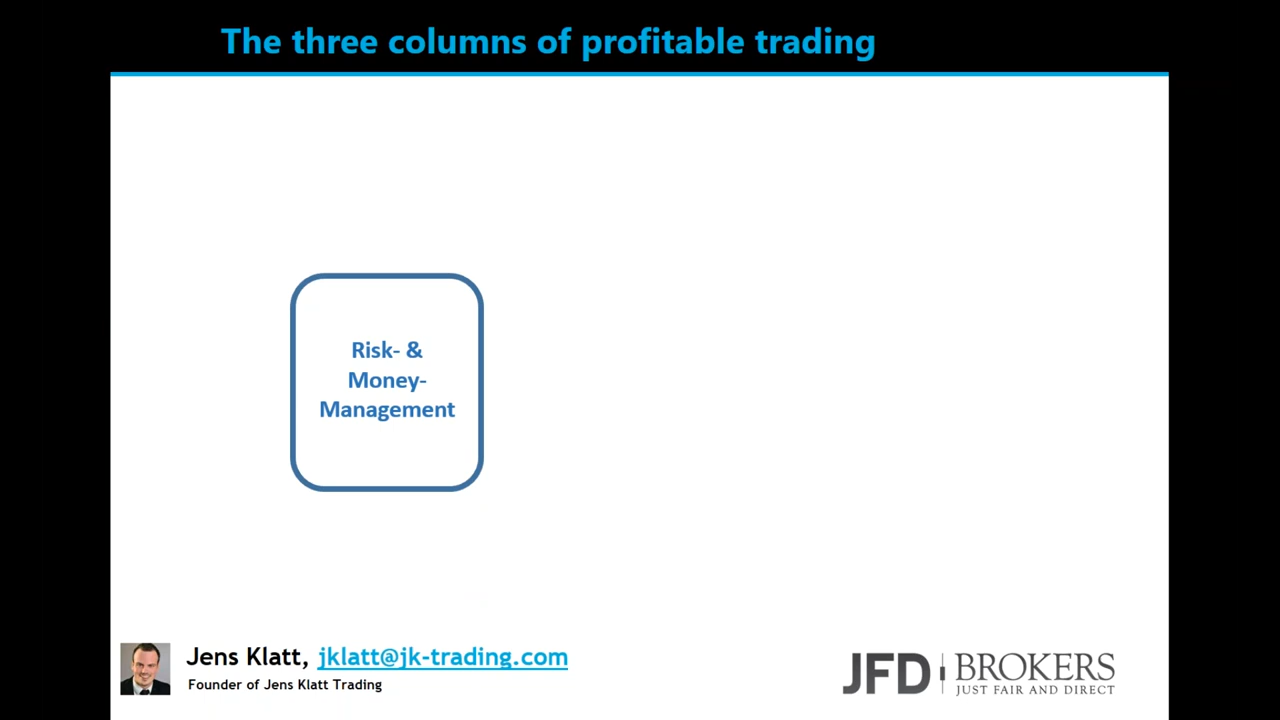 The three columns of profitable trading
Risk- &
Money-
Management
Jens Klatt, jklatt@jk-trading.com
Founder of Jens Klatt Trading
JFD BROKERS
JUST FAIR AND DIRECT